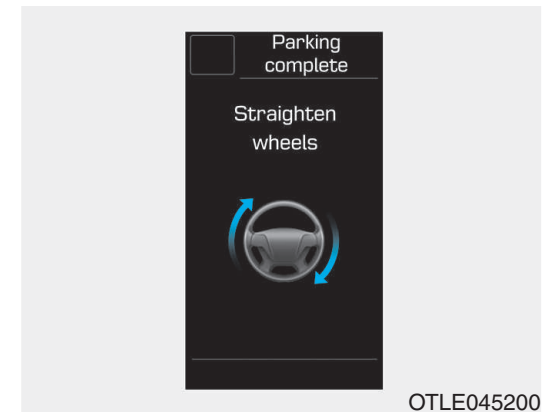 Parking
complete
Straighten
wheels
OTLE045200